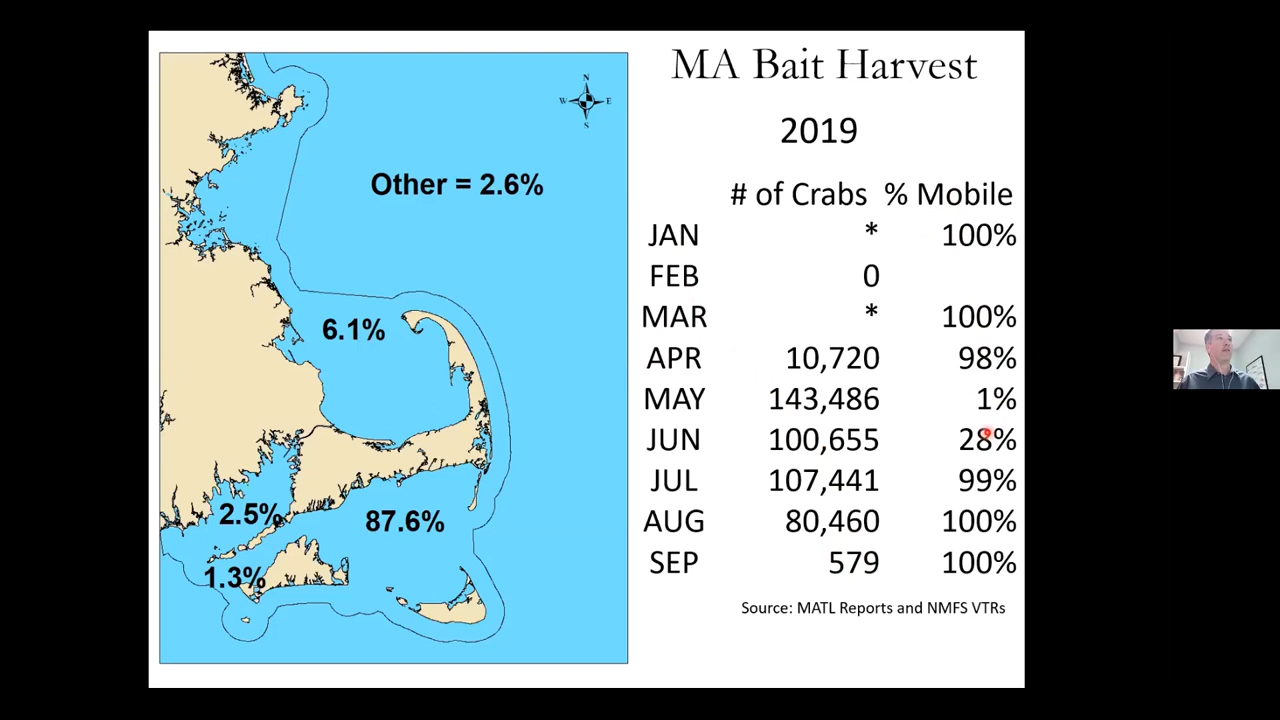 MA Bait Harvest
2019
# of Crabs % Mobile
JAN * 100%
FEB 0
MAR * 100%
APR 10,720 98%
MAY 143,486 1%
JUN 100,655 28%
JUL 107,441 99%
AUG 80,460 100%
SEP 579 100%
Source: MATL Reports and NMFS VTRs
N
W E
S
Other = 2.6%
6.1%
2.5%
87.6%
1.3%